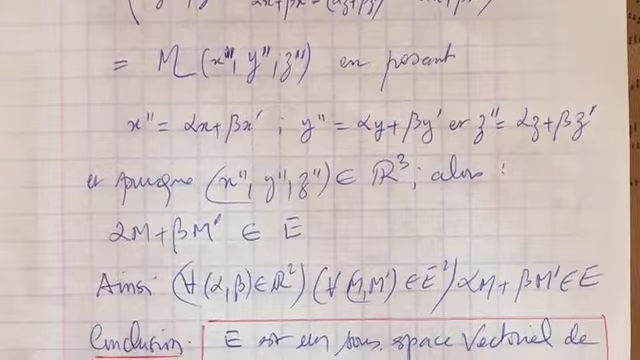 = M(x'', y'', z'') en posant
x'' = αx + βx' ; y'' = αy + βy' et z'' = αz + βz'
et puisque (x'', y'', z'') ∈ ℝ³ ; alors :
αM + βM' ∈ E
Ainsi (∀(α,β)∈ℝ²) (∀(M,M')∈E²) αM + βM' ∈ E
Conclusion. E est un sous.espace Vectoriel de